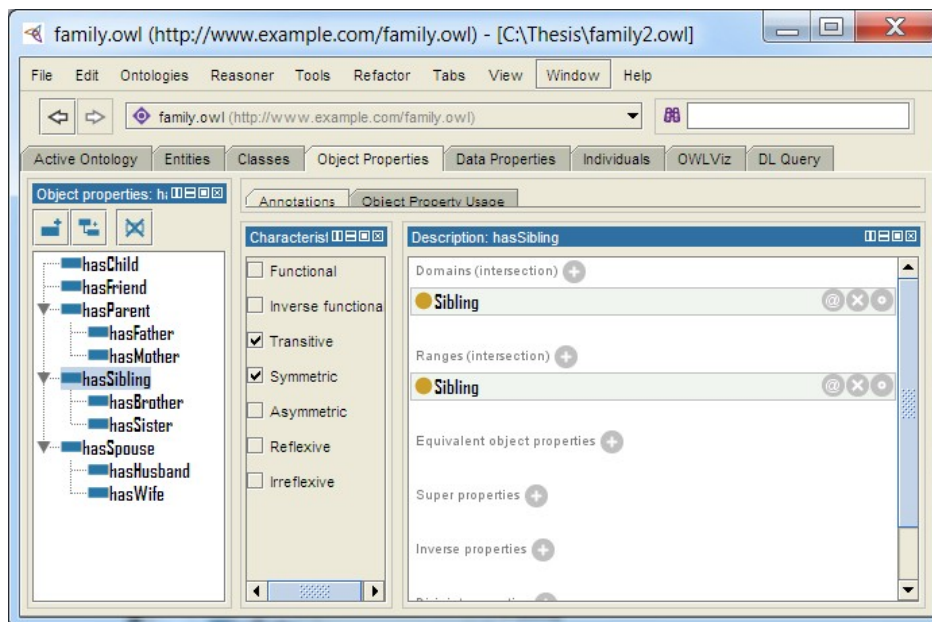 family.owl (http://www.example.com/family.owl) - [C:\Thesis\family2.owl]
File Edit Ontologies Reasoner Tools Refactor Tabs View Window Help
family.owl (http://www.example.com/family.owl)
Active Ontology Entities Classes Object Properties Data Properties Individuals OWLViz DL Query
Object properties: ha
Annotations Object Property Usage
Characterist
Description: hasSibling
hasChild
hasFriend
hasParent
hasFather
hasMother
hasSibling
hasBrother
hasSister
hasSpouse
hasHusband
hasWife
Functional
Inverse functiona
Transitive
Symmetric
Asymmetric
Reflexive
Irreflexive
Domains (intersection)
Sibling
Ranges (intersection)
Sibling
Equivalent object properties
Super properties
Inverse properties